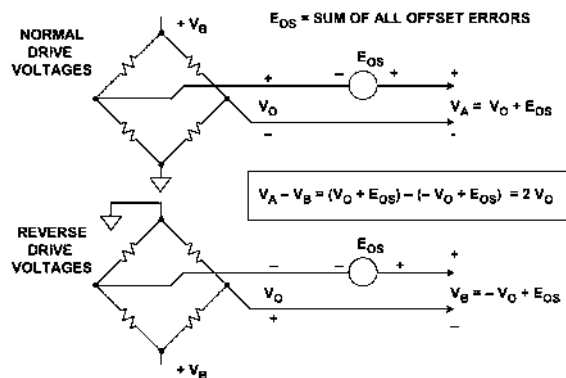 + V_B
E_OS = SUM OF ALL OFFSET ERRORS
NORMAL
DRIVE
VOLTAGES
+ − E_OS + +
V_O
V_A = V_O + E_OS
− −
V_A − V_B = (V_O + E_OS) − (− V_O + E_OS) = 2 V_O
REVERSE
DRIVE
VOLTAGES
E_OS
− − + +
V_O
V_B = − V_O + E_OS
+ −
+ V_B